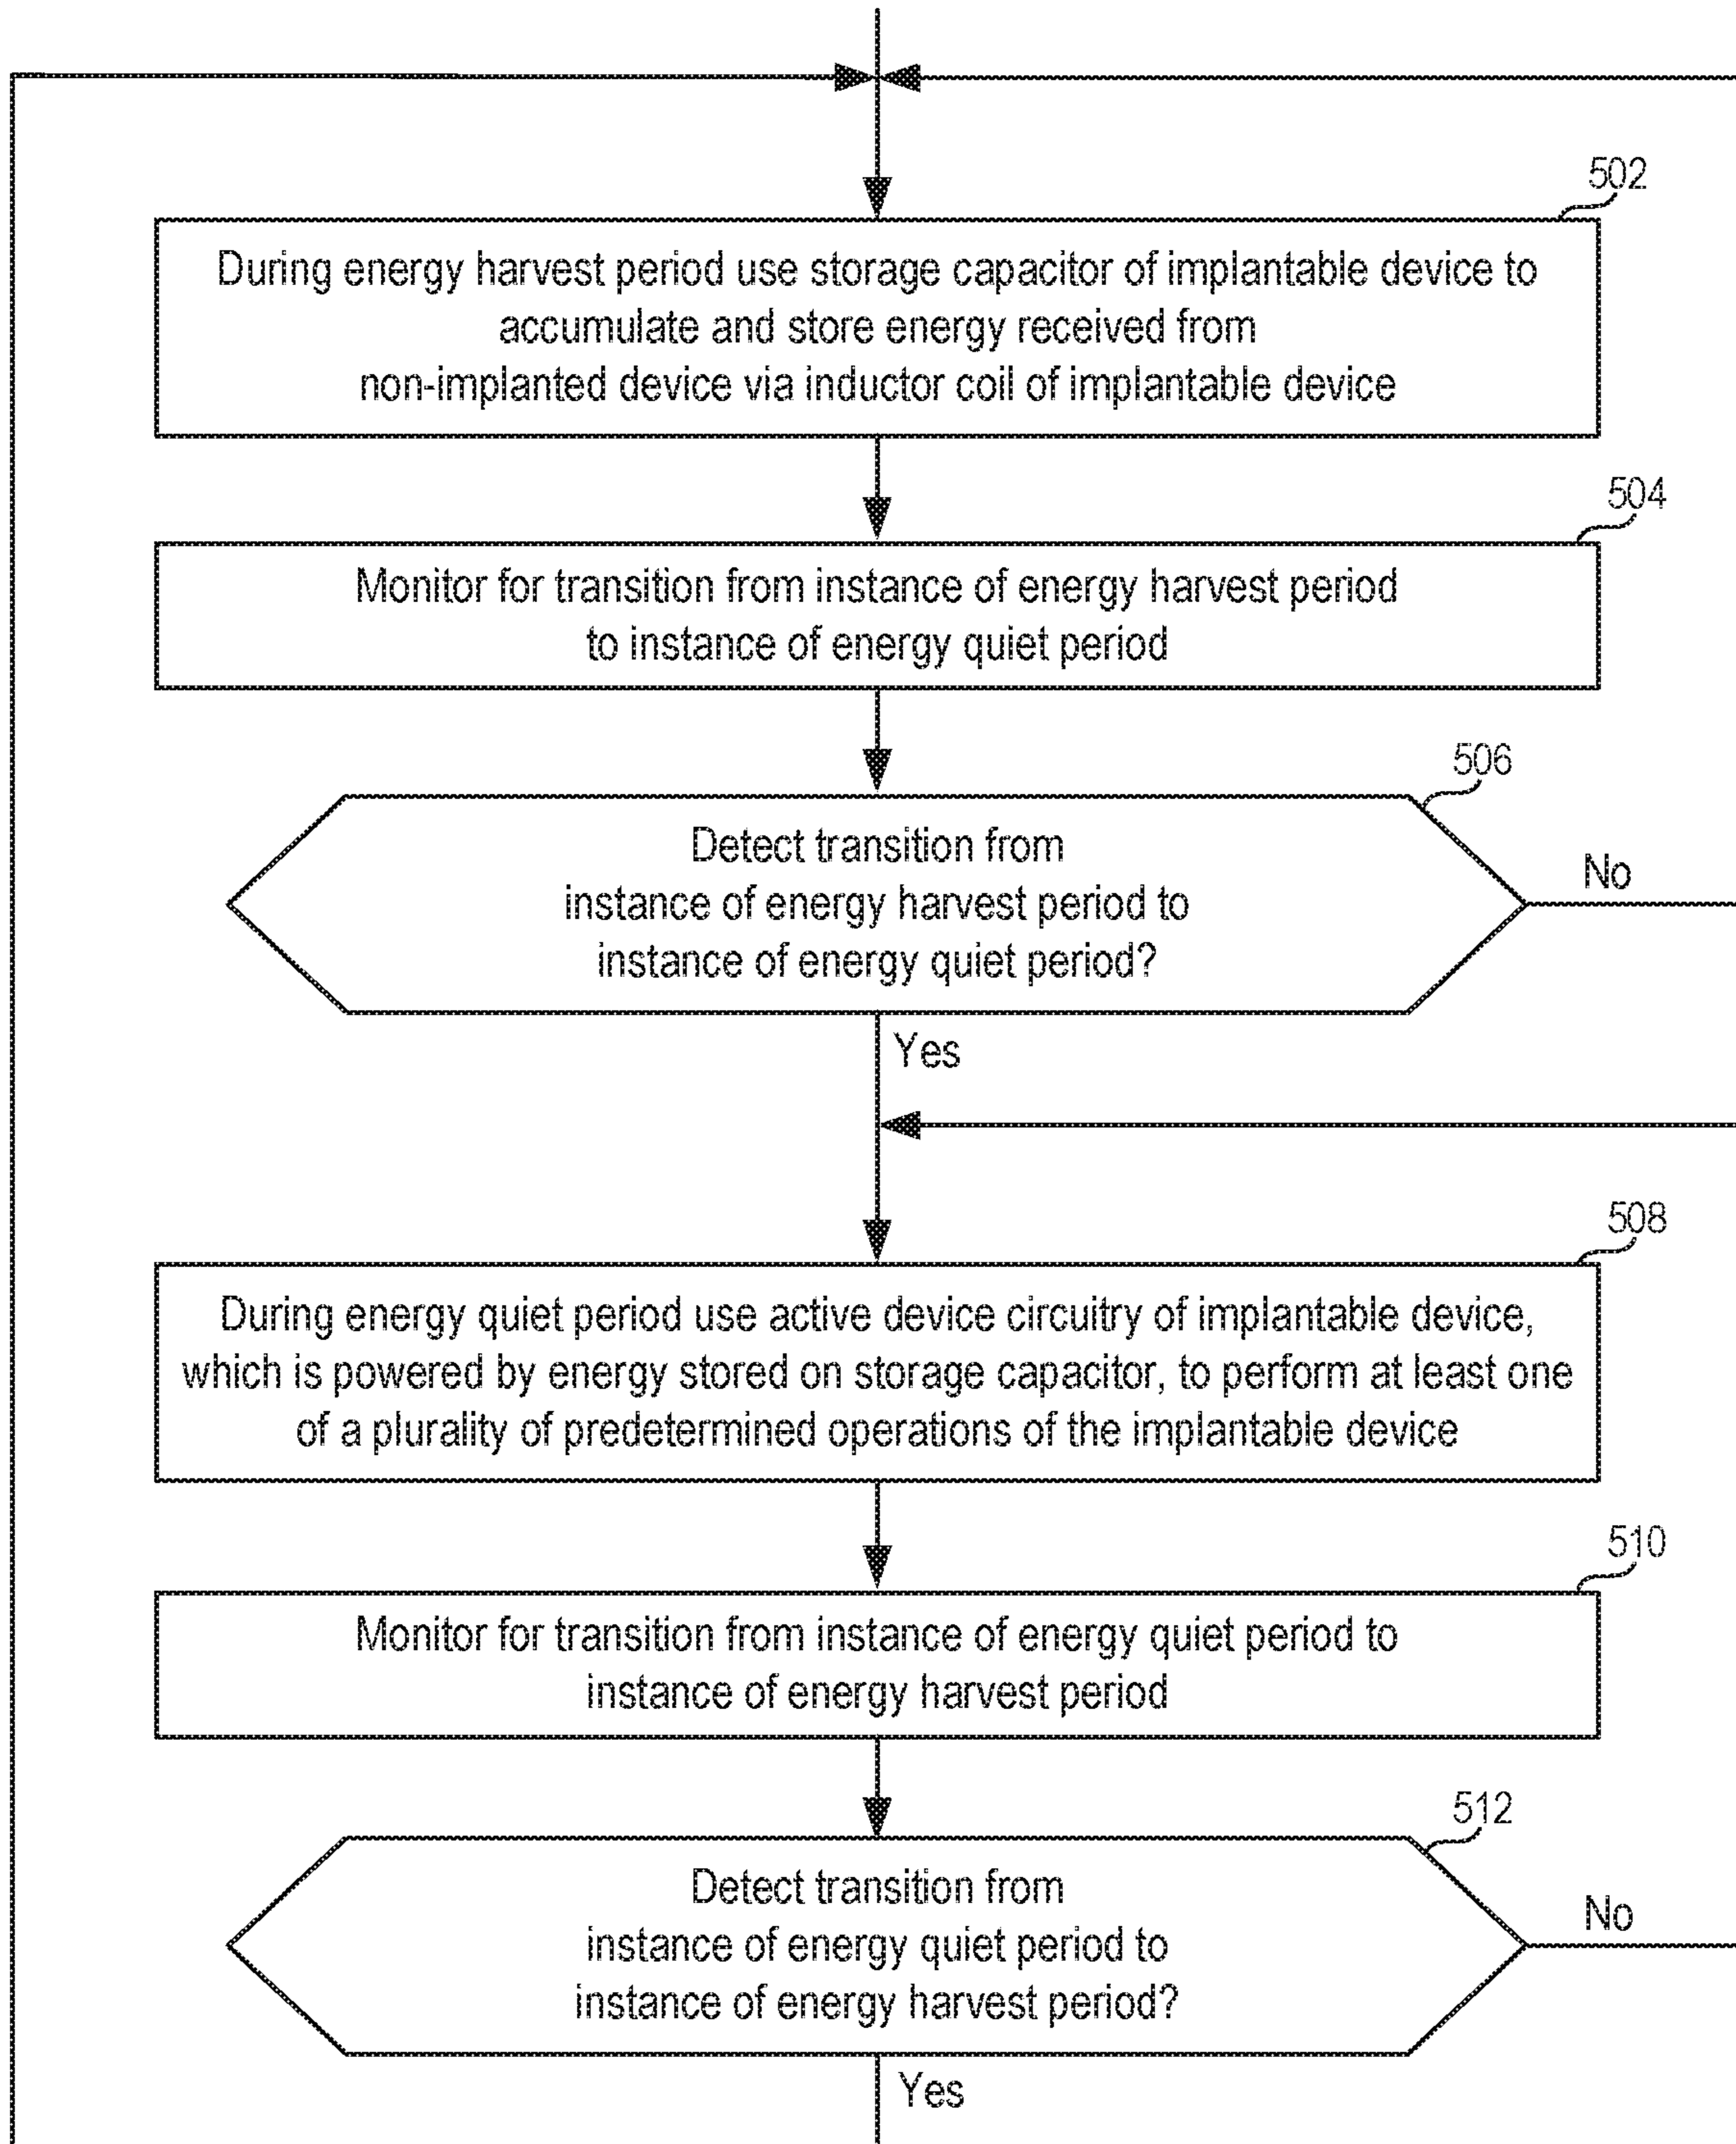 502
During energy harvest period use storage capacitor of implantable device to
accumulate and store energy received from
non-implanted device via inductor coil of implantable device
504
Monitor for transition from instance of energy harvest period
to instance of energy quiet period
506
Detect transition from
instance of energy harvest period to
instance of energy quiet period?
No
Yes
508
During energy quiet period use active device circuitry of implantable device,
which is powered by energy stored on storage capacitor, to perform at least one
of a plurality of predetermined operations of the implantable device
510
Monitor for transition from instance of energy quiet period to
instance of energy harvest period
512
Detect transition from
instance of energy quiet period to
instance of energy harvest period?
No
Yes